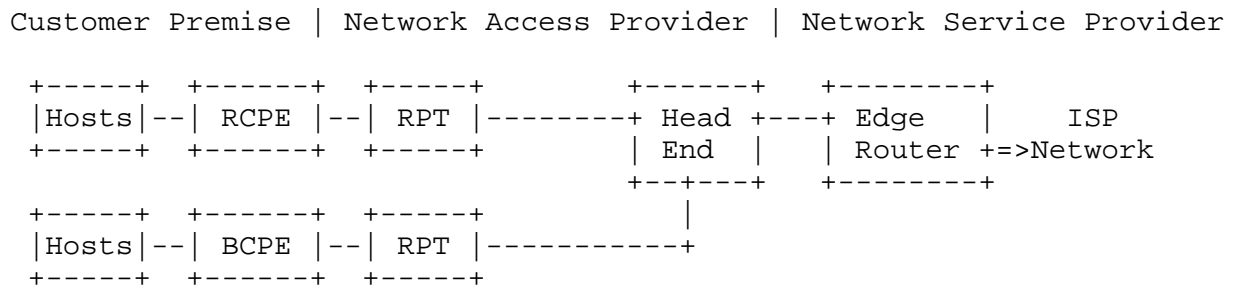 Customer Premise | Network Access Provider | Network Service Provider
+-----+  +------+  +-----+           +------+   +--------+
|Hosts|--| RCPE |--| RPT |--------+ Head +---+ Edge   |    ISP
+-----+  +------+  +-----+           | End  |   | Router +=>Network
                                     +--+---+   +--------+
+-----+  +------+  +-----+              |
|Hosts|--| BCPE |--| RPT |-----------+
+-----+  +------+  +-----+